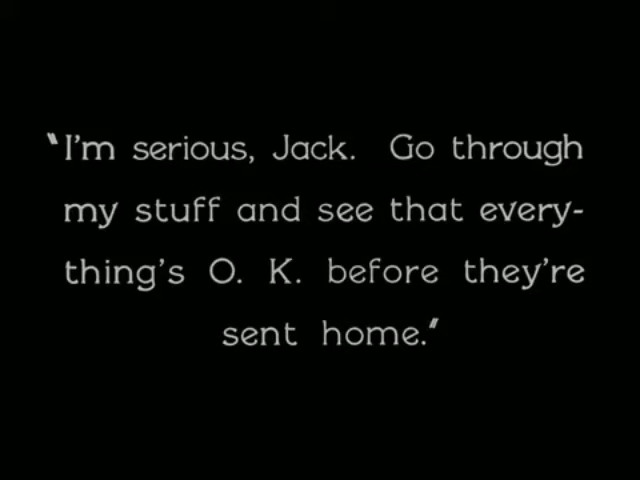 "I'm serious, Jack. Go through
my stuff and see that every-
thing's O. K. before they're
sent home."